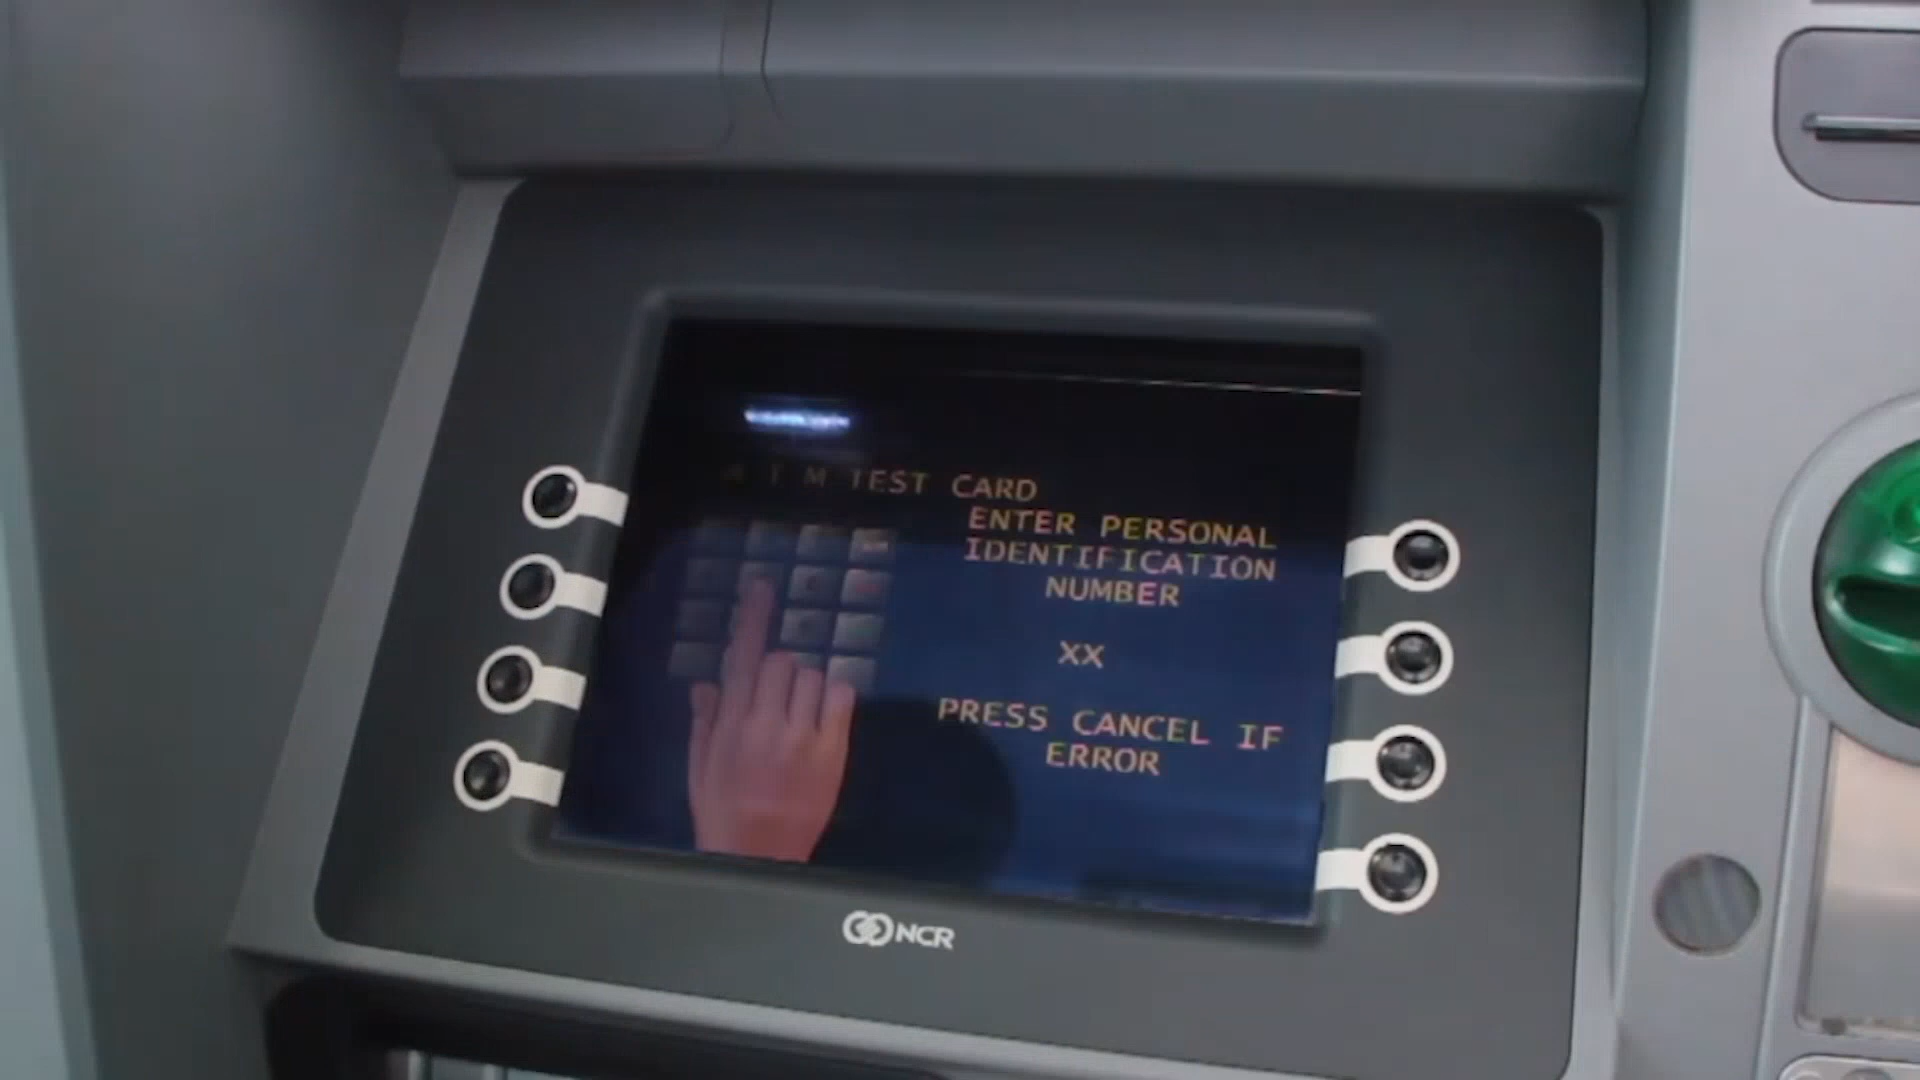 A T M TEST CARD
ENTER PERSONAL
IDENTIFICATION
NUMBER
XX
PRESS CANCEL IF
ERROR
NCR